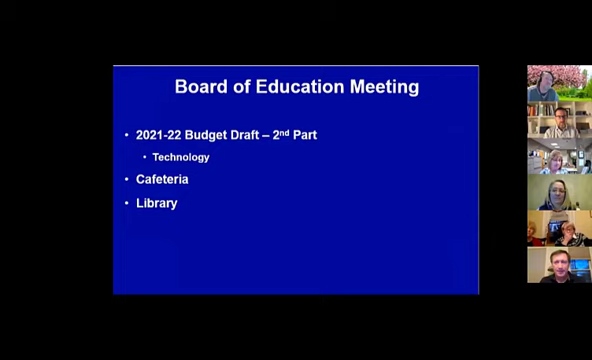 Board of Education Meeting
• 2021-22 Budget Draft – 2nd Part
• Technology
• Cafeteria
• Library